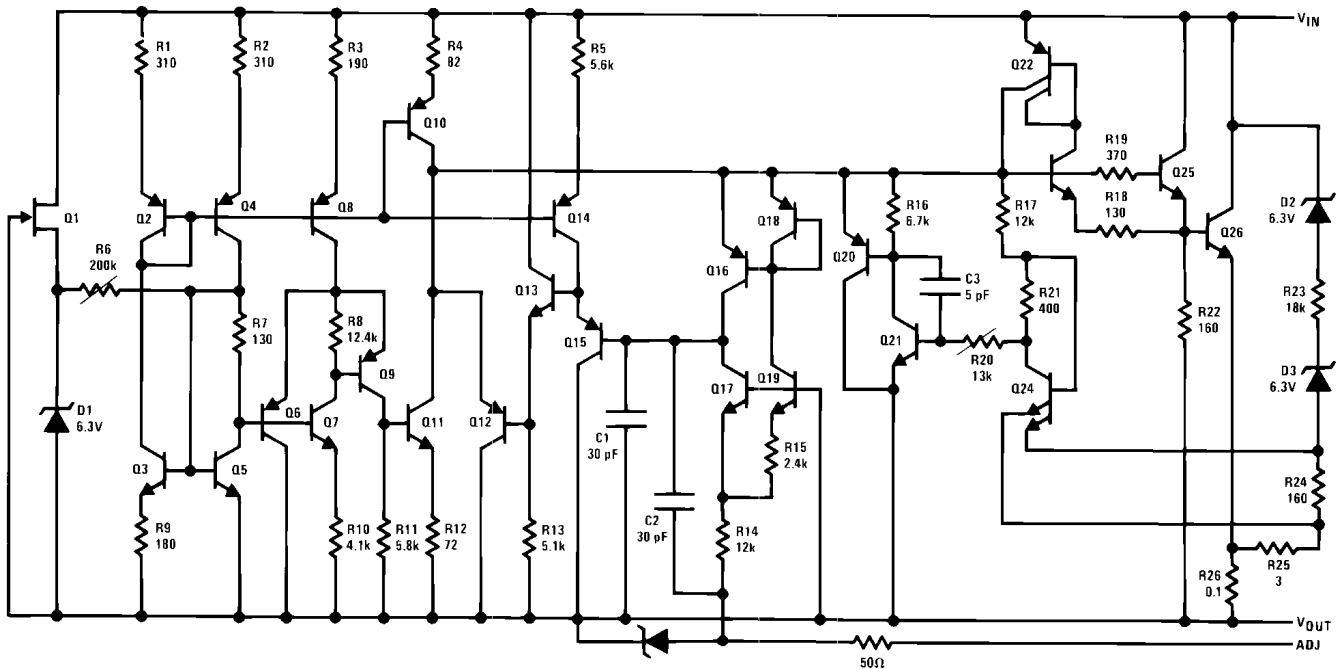 VIN
R1
310
R2
310
R3
190
R4
82
R5
5.6k
Q22
Q10
R19
370
Q25
Q1
Q2
Q4
Q8
Q14
Q18
R16
6.7k
R17
12k
R18
130
Q26
D2
6.3V
R6
200k
Q16
Q20
C3
5 pF
R7
130
R8
12.4k
Q13
Q15
R21
400
R22
160
R23
18k
Q21
R20
13k
Q9
Q17
Q19
Q24
D3
6.3V
D1
6.3V
Q6
Q7
Q11
Q12
C1
30 pF
R15
2.4k
Q3
Q5
R24
160
C2
30 pF
R9
180
R10
4.1k
R11
5.8k
R12
72
R13
5.1k
R14
12k
R25
3
R26
0.1
VOUT
ADJ
50Ω